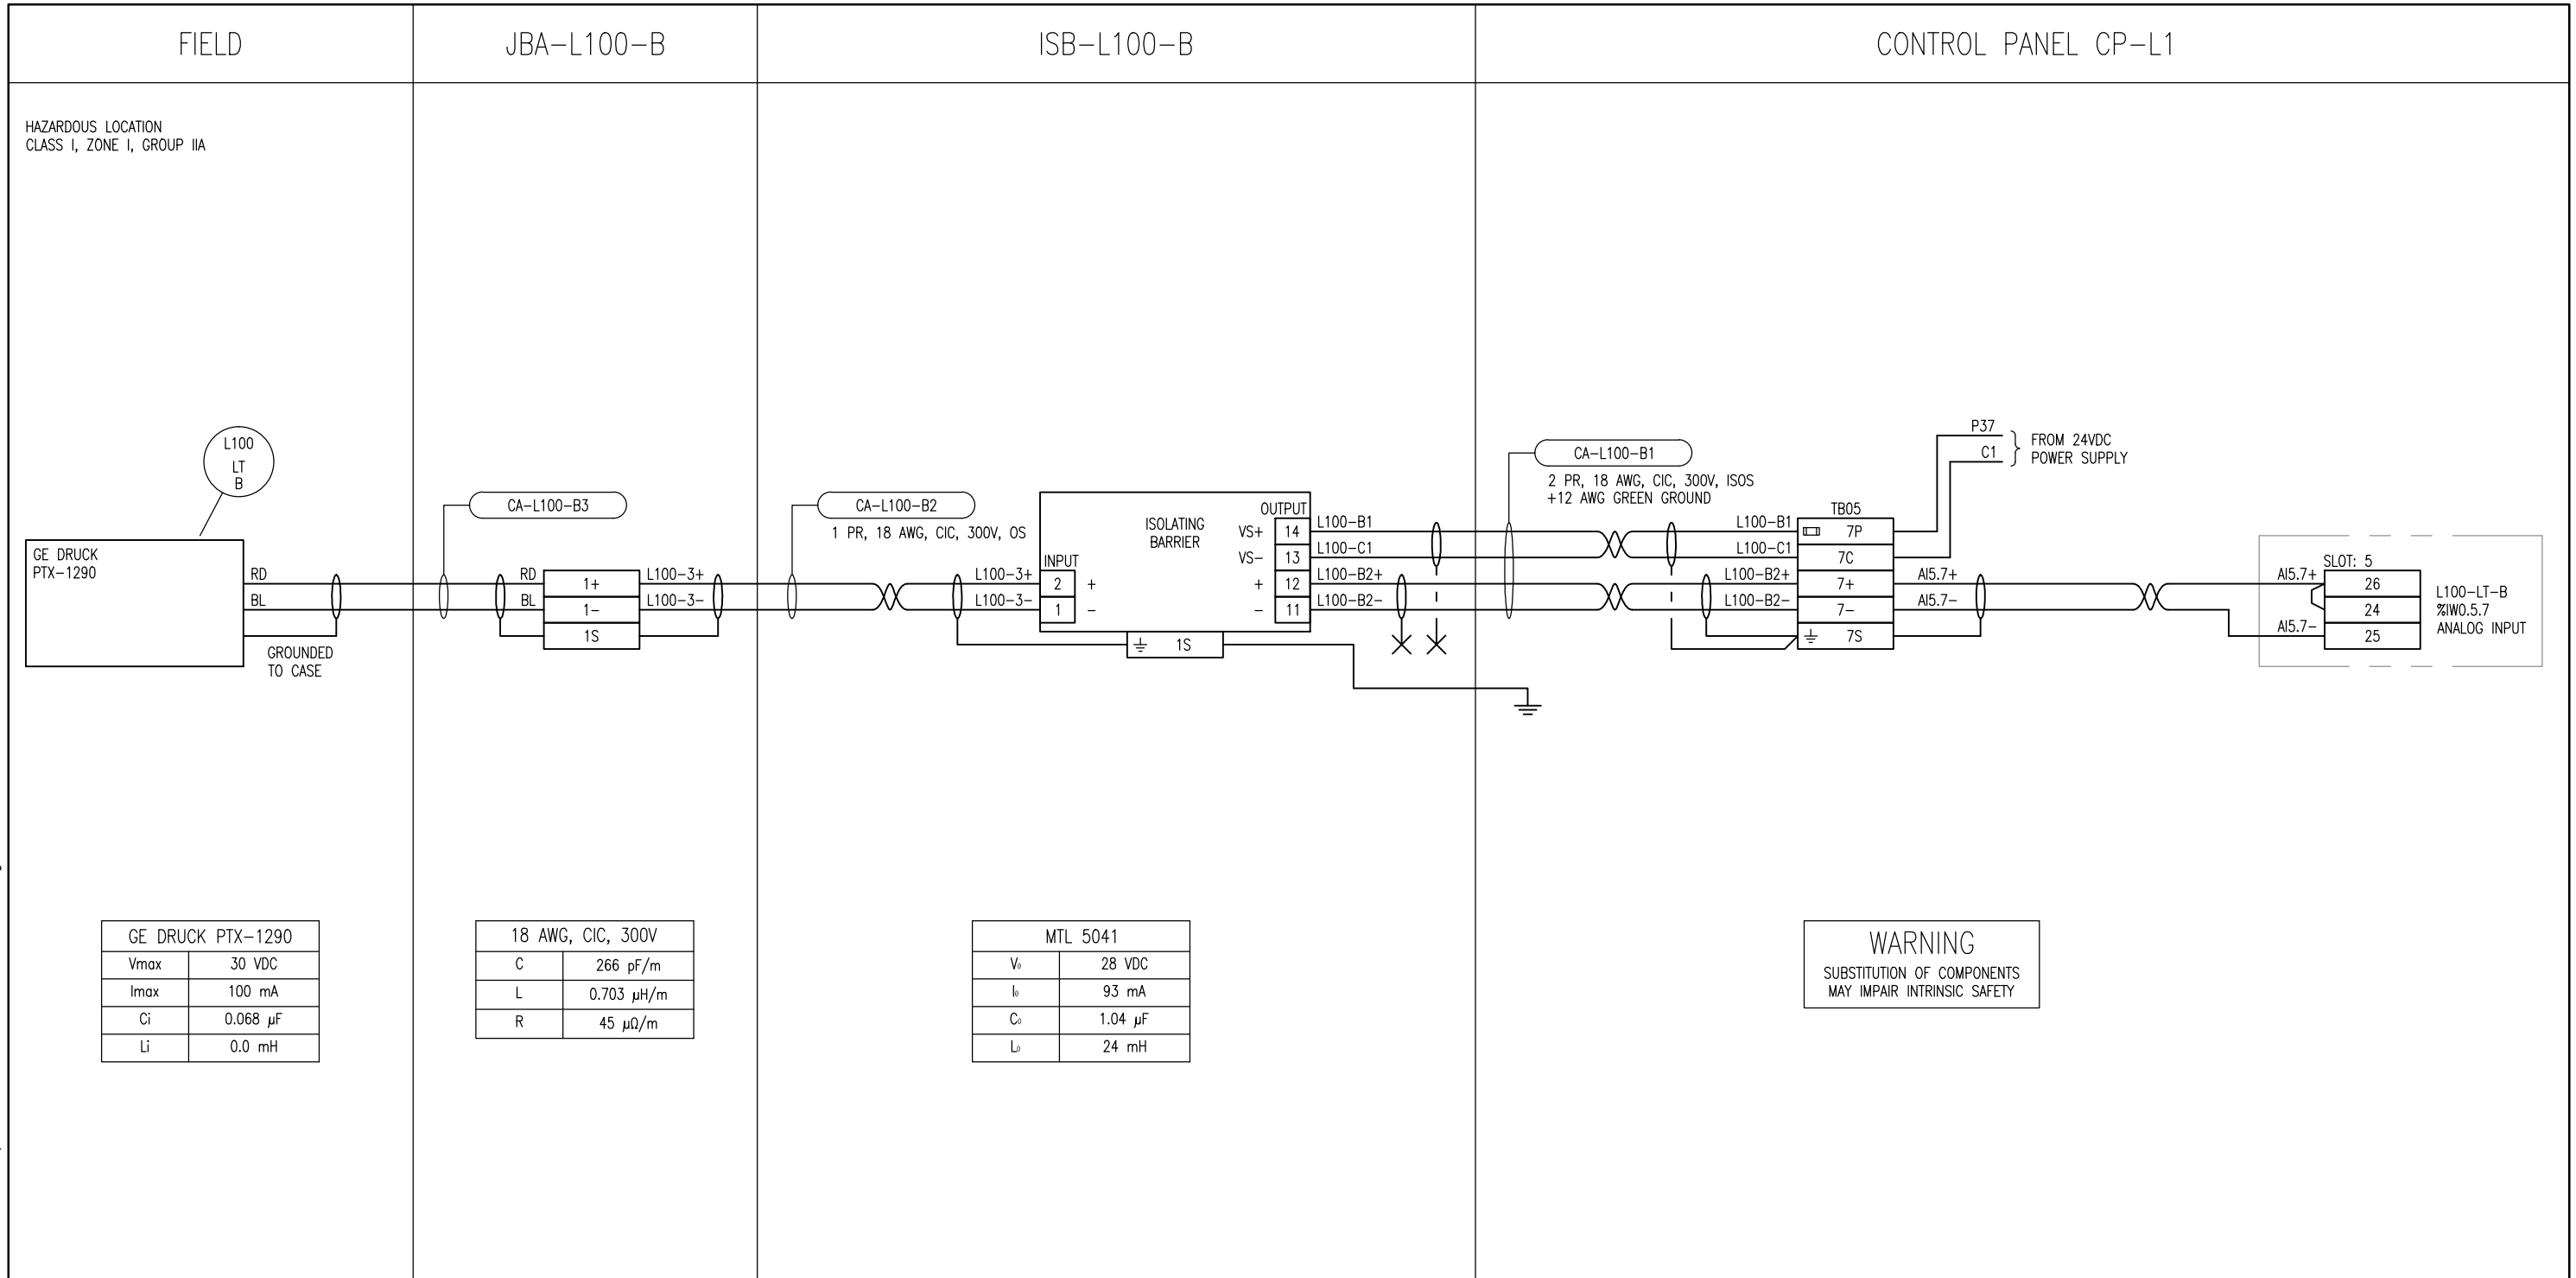 FIELD
JBA-L100-B
ISB-L100-B
CONTROL PANEL CP-L1
HAZARDOUS LOCATION
CLASS I, ZONE I, GROUP IIA
L100
LT
B
GE DRUCK
PTX-1290
RD
BL
GROUNDED
TO CASE
CA-L100-B3
RD
BL
1+
1-
1S
L100-3+
L100-3-
CA-L100-B2
1 PR, 18 AWG, CIC, 300V, OS
L100-3+
L100-3-
INPUT
2
1
+
-
ISOLATING
BARRIER
OUTPUT
VS+
VS-
+
-
14
13
12
11
1S
L100-B1
L100-C1
L100-B2+
L100-B2-
CA-L100-B1
2 PR, 18 AWG, CIC, 300V, ISOS
+12 AWG GREEN GROUND
L100-B1
L100-C1
L100-B2+
L100-B2-
TB05
7P
7C
7+
7-
7S
P37
C1
FROM 24VDC
POWER SUPPLY
AI5.7+
AI5.7-
AI5.7+
AI5.7-
SLOT: 5
26
24
25
L100-LT-B
%IW0.5.7
ANALOG INPUT
GE DRUCK PTX-1290
Vmax 30 VDC
Imax 100 mA
Ci 0.068 µF
Li 0.0 mH
18 AWG, CIC, 300V
C 266 pF/m
L 0.703 µH/m
R 45 µΩ/m
MTL 5041
V₀ 28 VDC
I₀ 93 mA
C₀ 1.04 µF
L₀ 24 mH
WARNING
SUBSTITUTION OF COMPONENTS
MAY IMPAIR INTRINSIC SAFETY